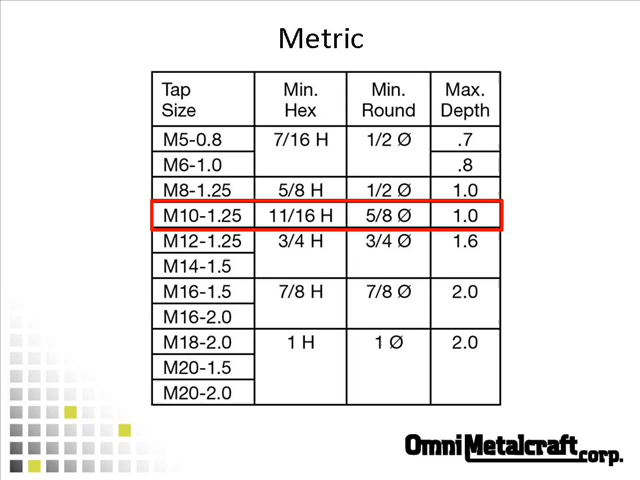 Metric
Tap Size Min. Hex Min. Round Max. Depth
M5-0.8 7/16 H 1/2 Ø .7
M6-1.0 .8
M8-1.25 5/8 H 1/2 Ø 1.0
M10-1.25 11/16 H 5/8 Ø 1.0
M12-1.25 3/4 H 3/4 Ø 1.6
M14-1.5
M16-1.5 7/8 H 7/8 Ø 2.0
M16-2.0
M18-2.0 1 H 1 Ø 2.0
M20-1.5
M20-2.0
Omni Metalcraft corp.